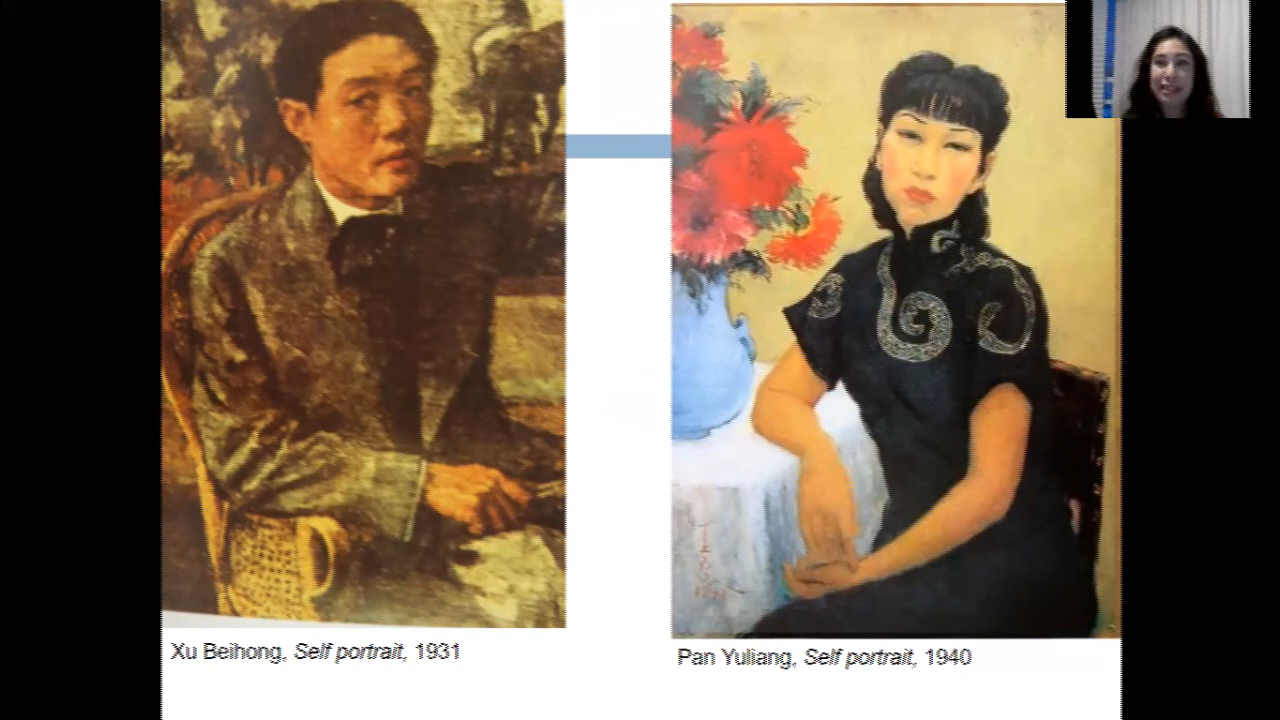 Xu Beihong, Self portrait, 1931
Pan Yuliang, Self portrait, 1940